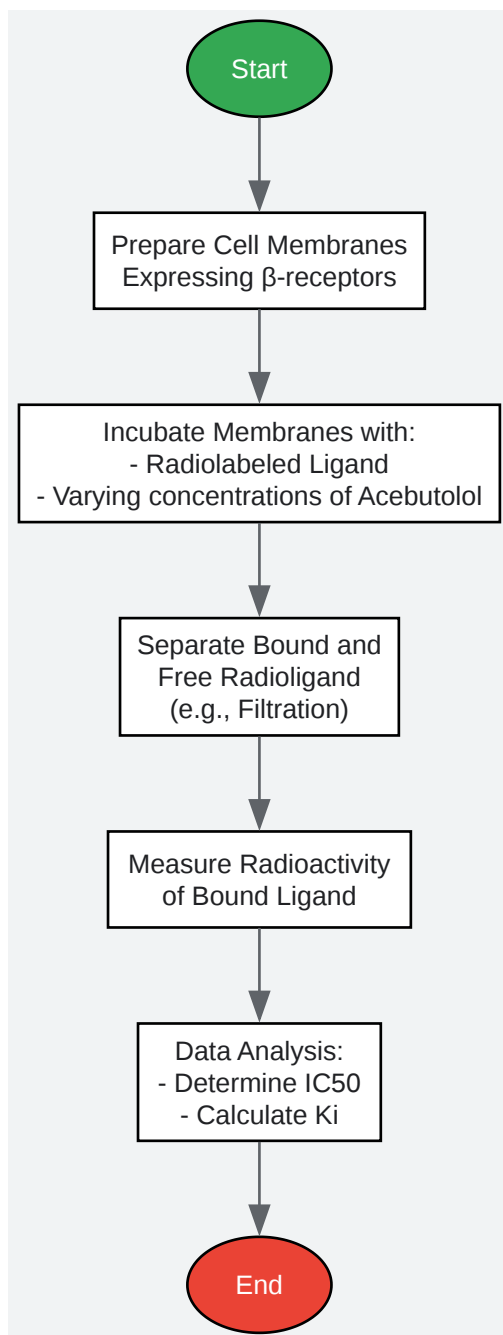 Start
Prepare Cell Membranes
Expressing β-receptors
Incubate Membranes with:
- Radiolabeled Ligand
- Varying concentrations of Acebutolol
Separate Bound and
Free Radioligand
(e.g., Filtration)
Measure Radioactivity
of Bound Ligand
Data Analysis:
- Determine IC50
- Calculate Ki
End